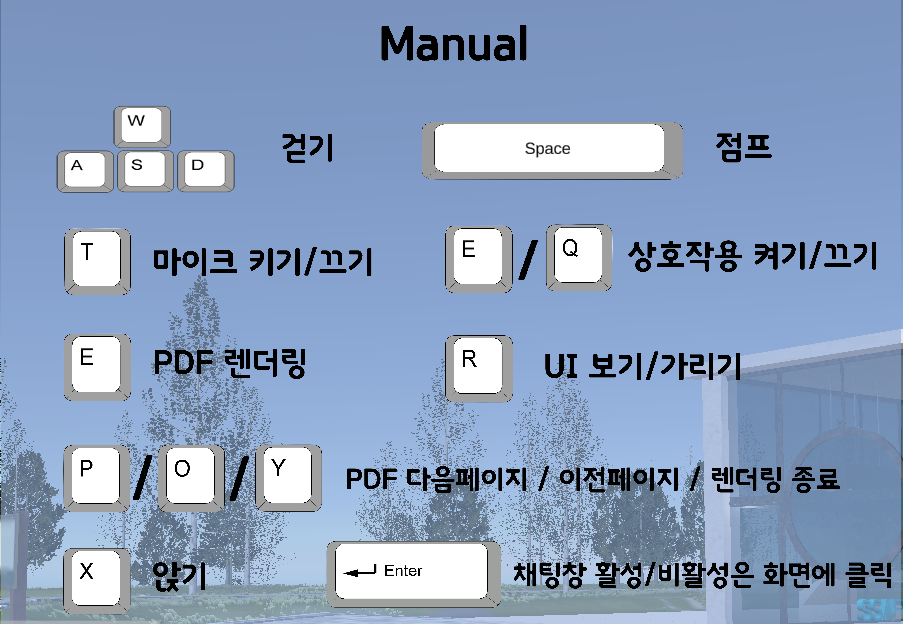 Manual
W
A S D 걷기
Space 점프
T 마이크 키기/끄기
E / Q 상호작용 켜기/끄기
E PDF 렌더링
R UI 보기/가리기
P / O / Y PDF 다음페이지 / 이전페이지 / 렌더링 종료
X 앉기
Enter 채팅창 활성/비활성은 화면에 클릭